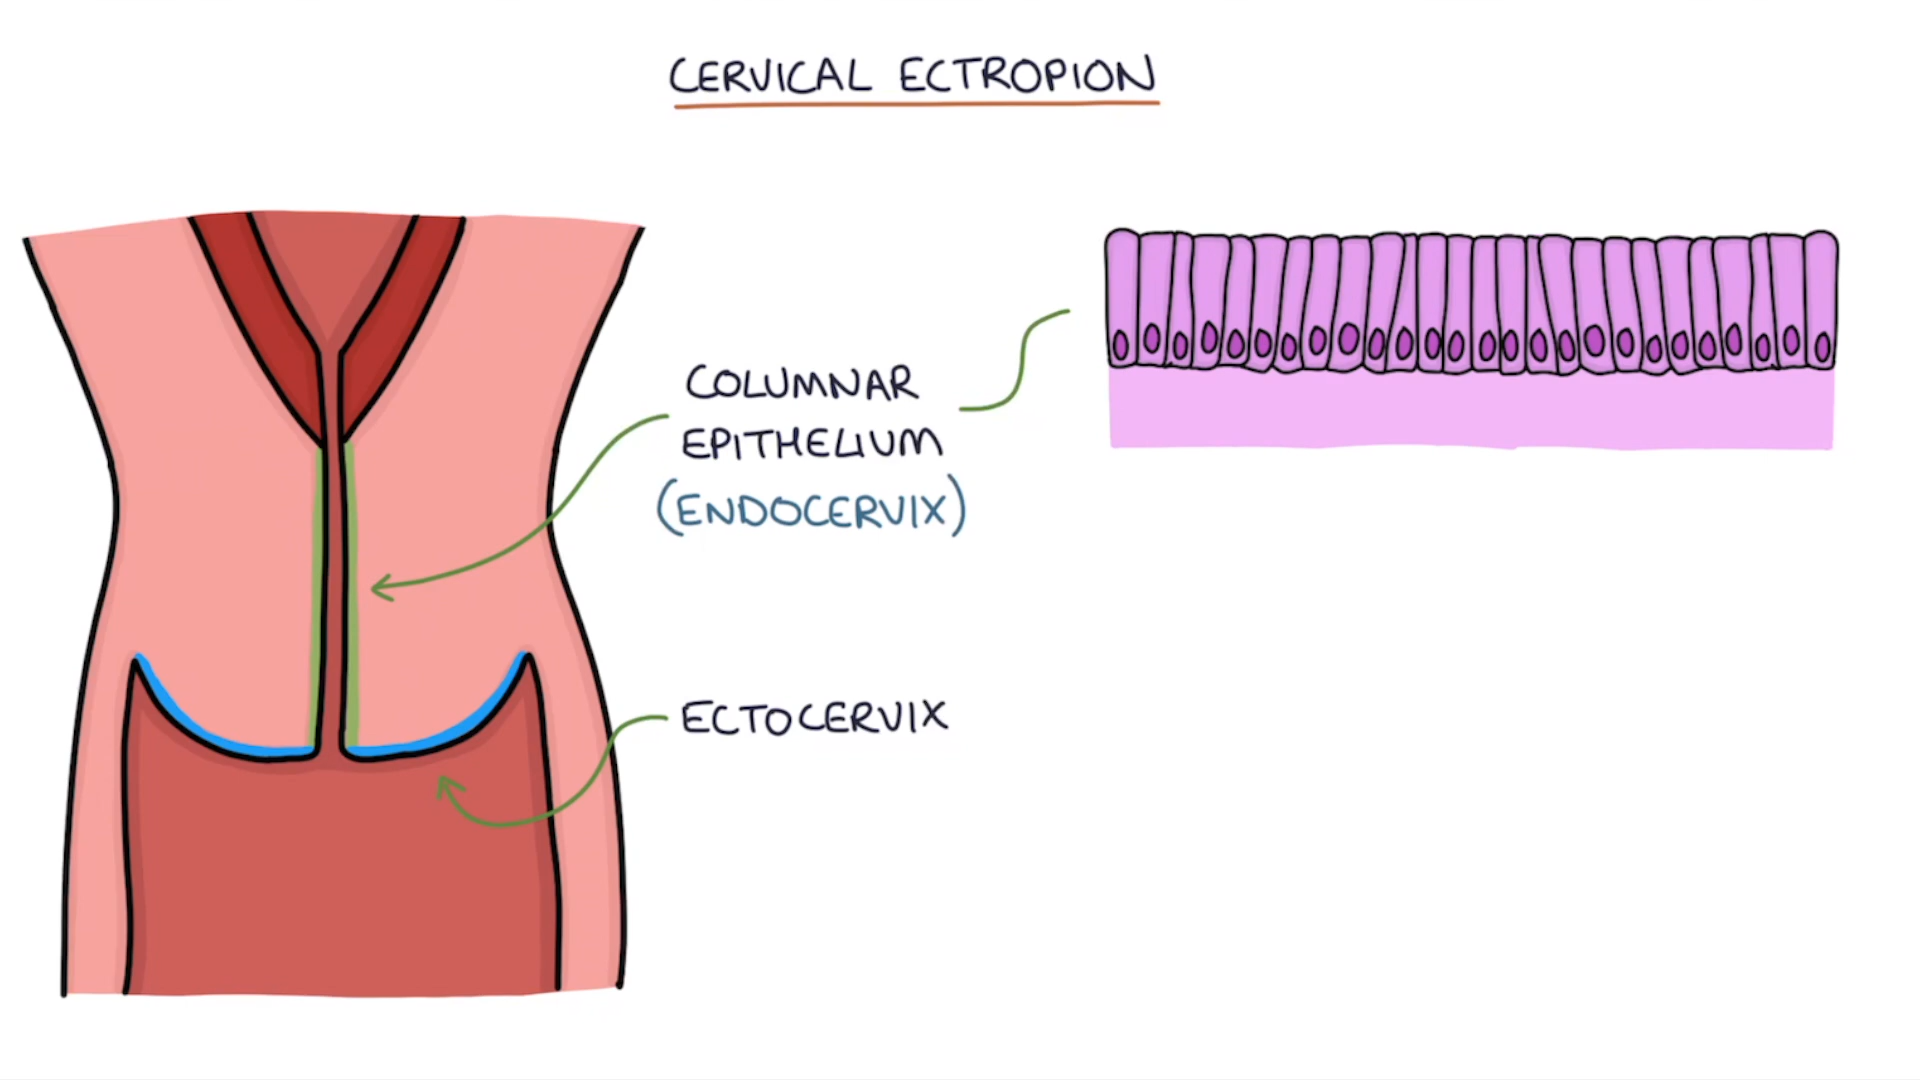 CERVICAL ECTROPION
COLUMNAR
EPITHELIUM
(ENDOCERVIX)
ECTOCERVIX